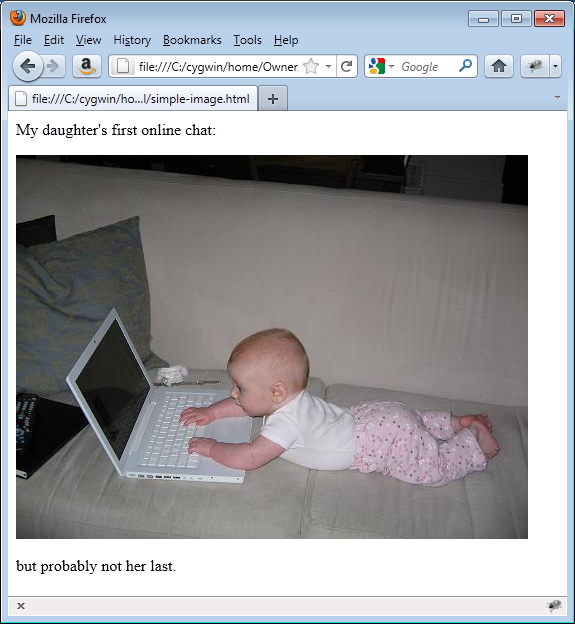 Mozilla Firefox
File Edit View History Bookmarks Tools Help
file:///C:/cygwin/home/Owner
Google
file:///C:/cygwin/ho...l/simple-image.html
My daughter's first online chat:
but probably not her last.